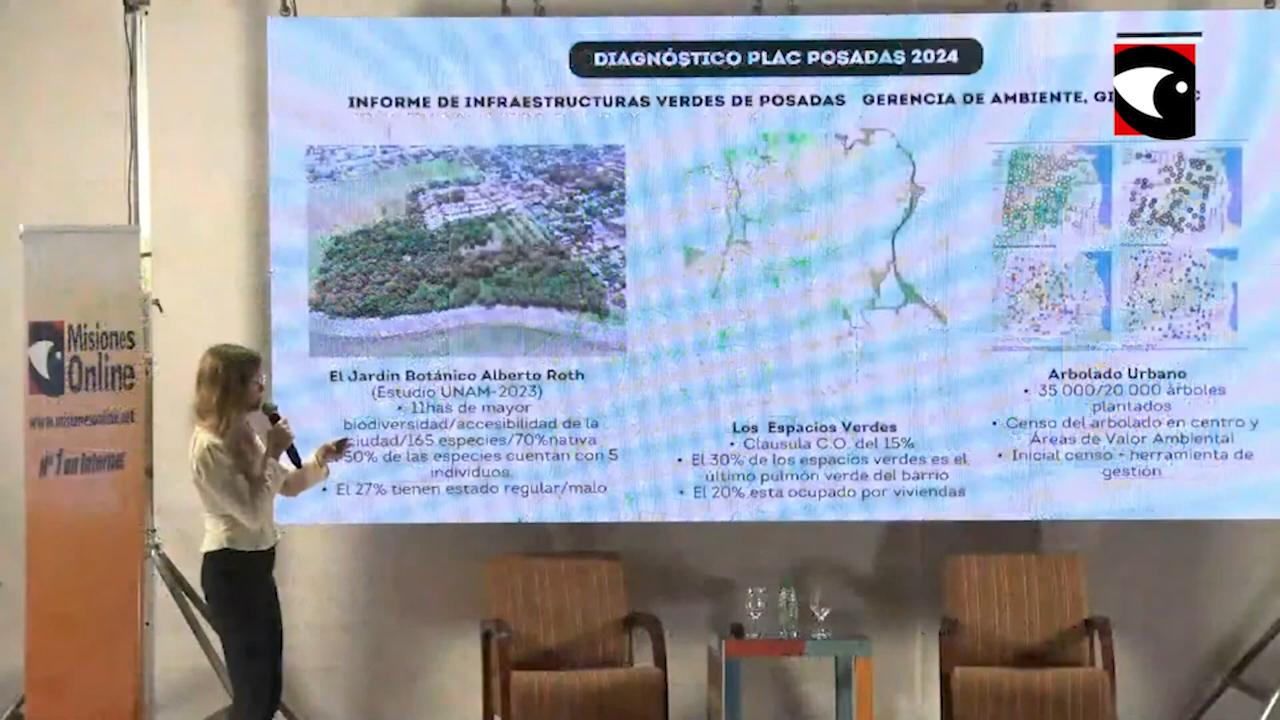 DIAGNÓSTICO PLAC POSADAS 2024
INFORME DE INFRAESTRUCTURAS VERDES DE POSADAS GERENCIA DE AMBIENTE,
El Jardín Botánico Alberto Roth
(Estudio UNAM-2023)
• 11has de mayor
biodiversidad/accesibilidad de la
ciudad/165 especies/70%nativa
50% de las especies cuentan con 5
individuos.
• El 27% tienen estado regular/malo
Los Espacios Verdes
• Clausula C.O. del 15%
• El 30% de los espacios verdes es el
último pulmón verde del barrio
• El 20% esta ocupado por viviendas
Arbolado Urbano
• 35 000/20 000 árboles
plantados
• Censo del arbolado en centro y
Áreas de Valor Ambiental
• Inicial censo - herramienta de
gestión
Misiones
Online
www.misionesonline.net
Nº 1 en Internet